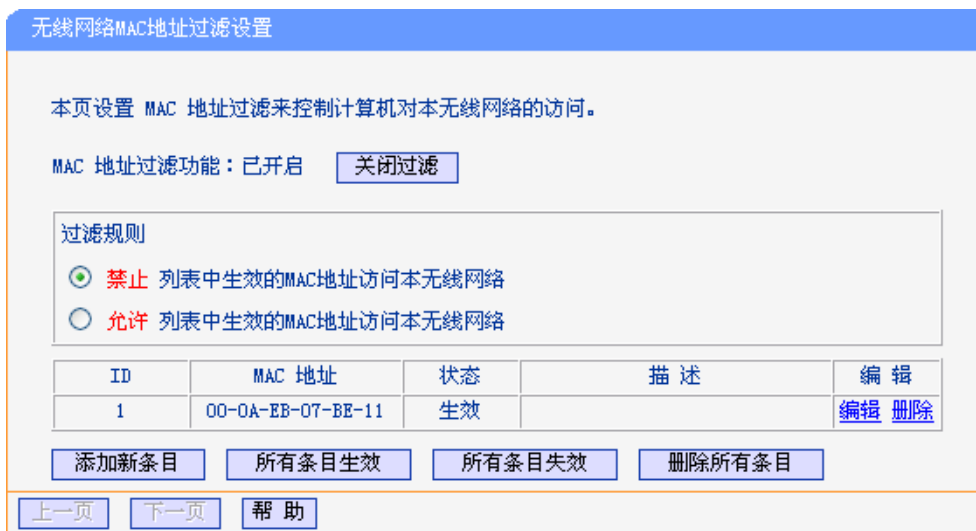 无线网络MAC地址过滤设置
本页设置 MAC 地址过滤来控制计算机对本无线网络的访问。
MAC 地址过滤功能：已开启 关闭过滤
过滤规则
禁止 列表中生效的MAC地址访问本无线网络
允许 列表中生效的MAC地址访问本无线网络
ID MAC 地址 状态 描 述 编 辑
1 00-0A-EB-07-BE-11 生效 编辑 删除
添加新条目 所有条目生效 所有条目失效 删除所有条目
上一页 下一页 帮 助